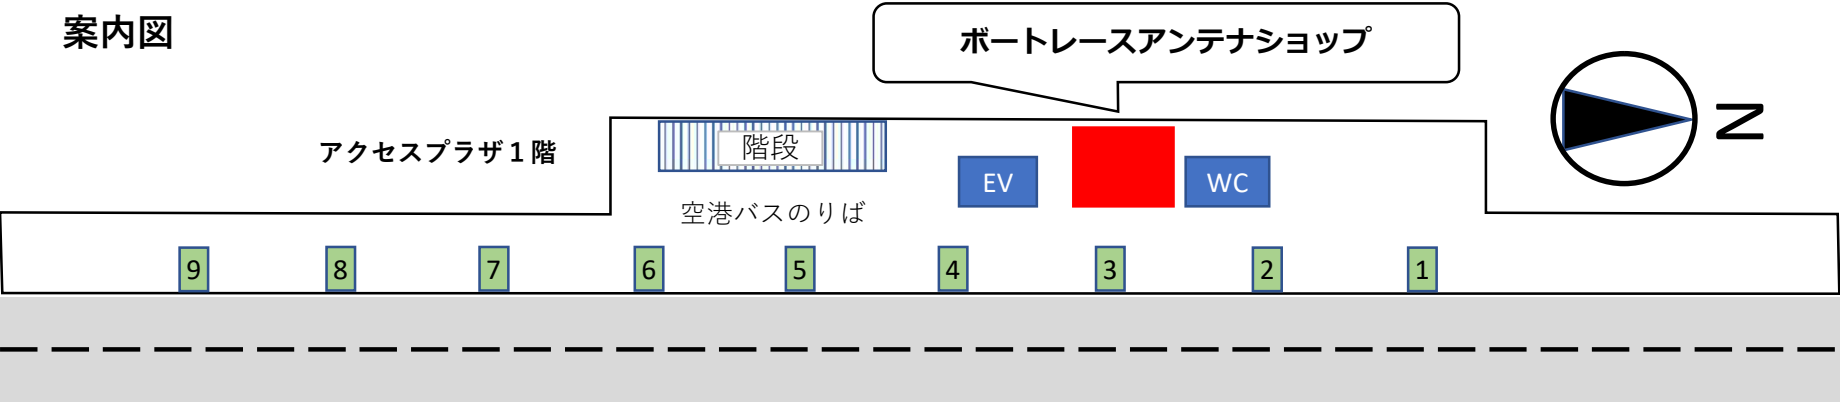 案内図
ボートレースアンテナショップ
N
アクセスプラザ１階
階段
EV
WC
空港バスのりば
9 8 7 6 5 4 3 2 1